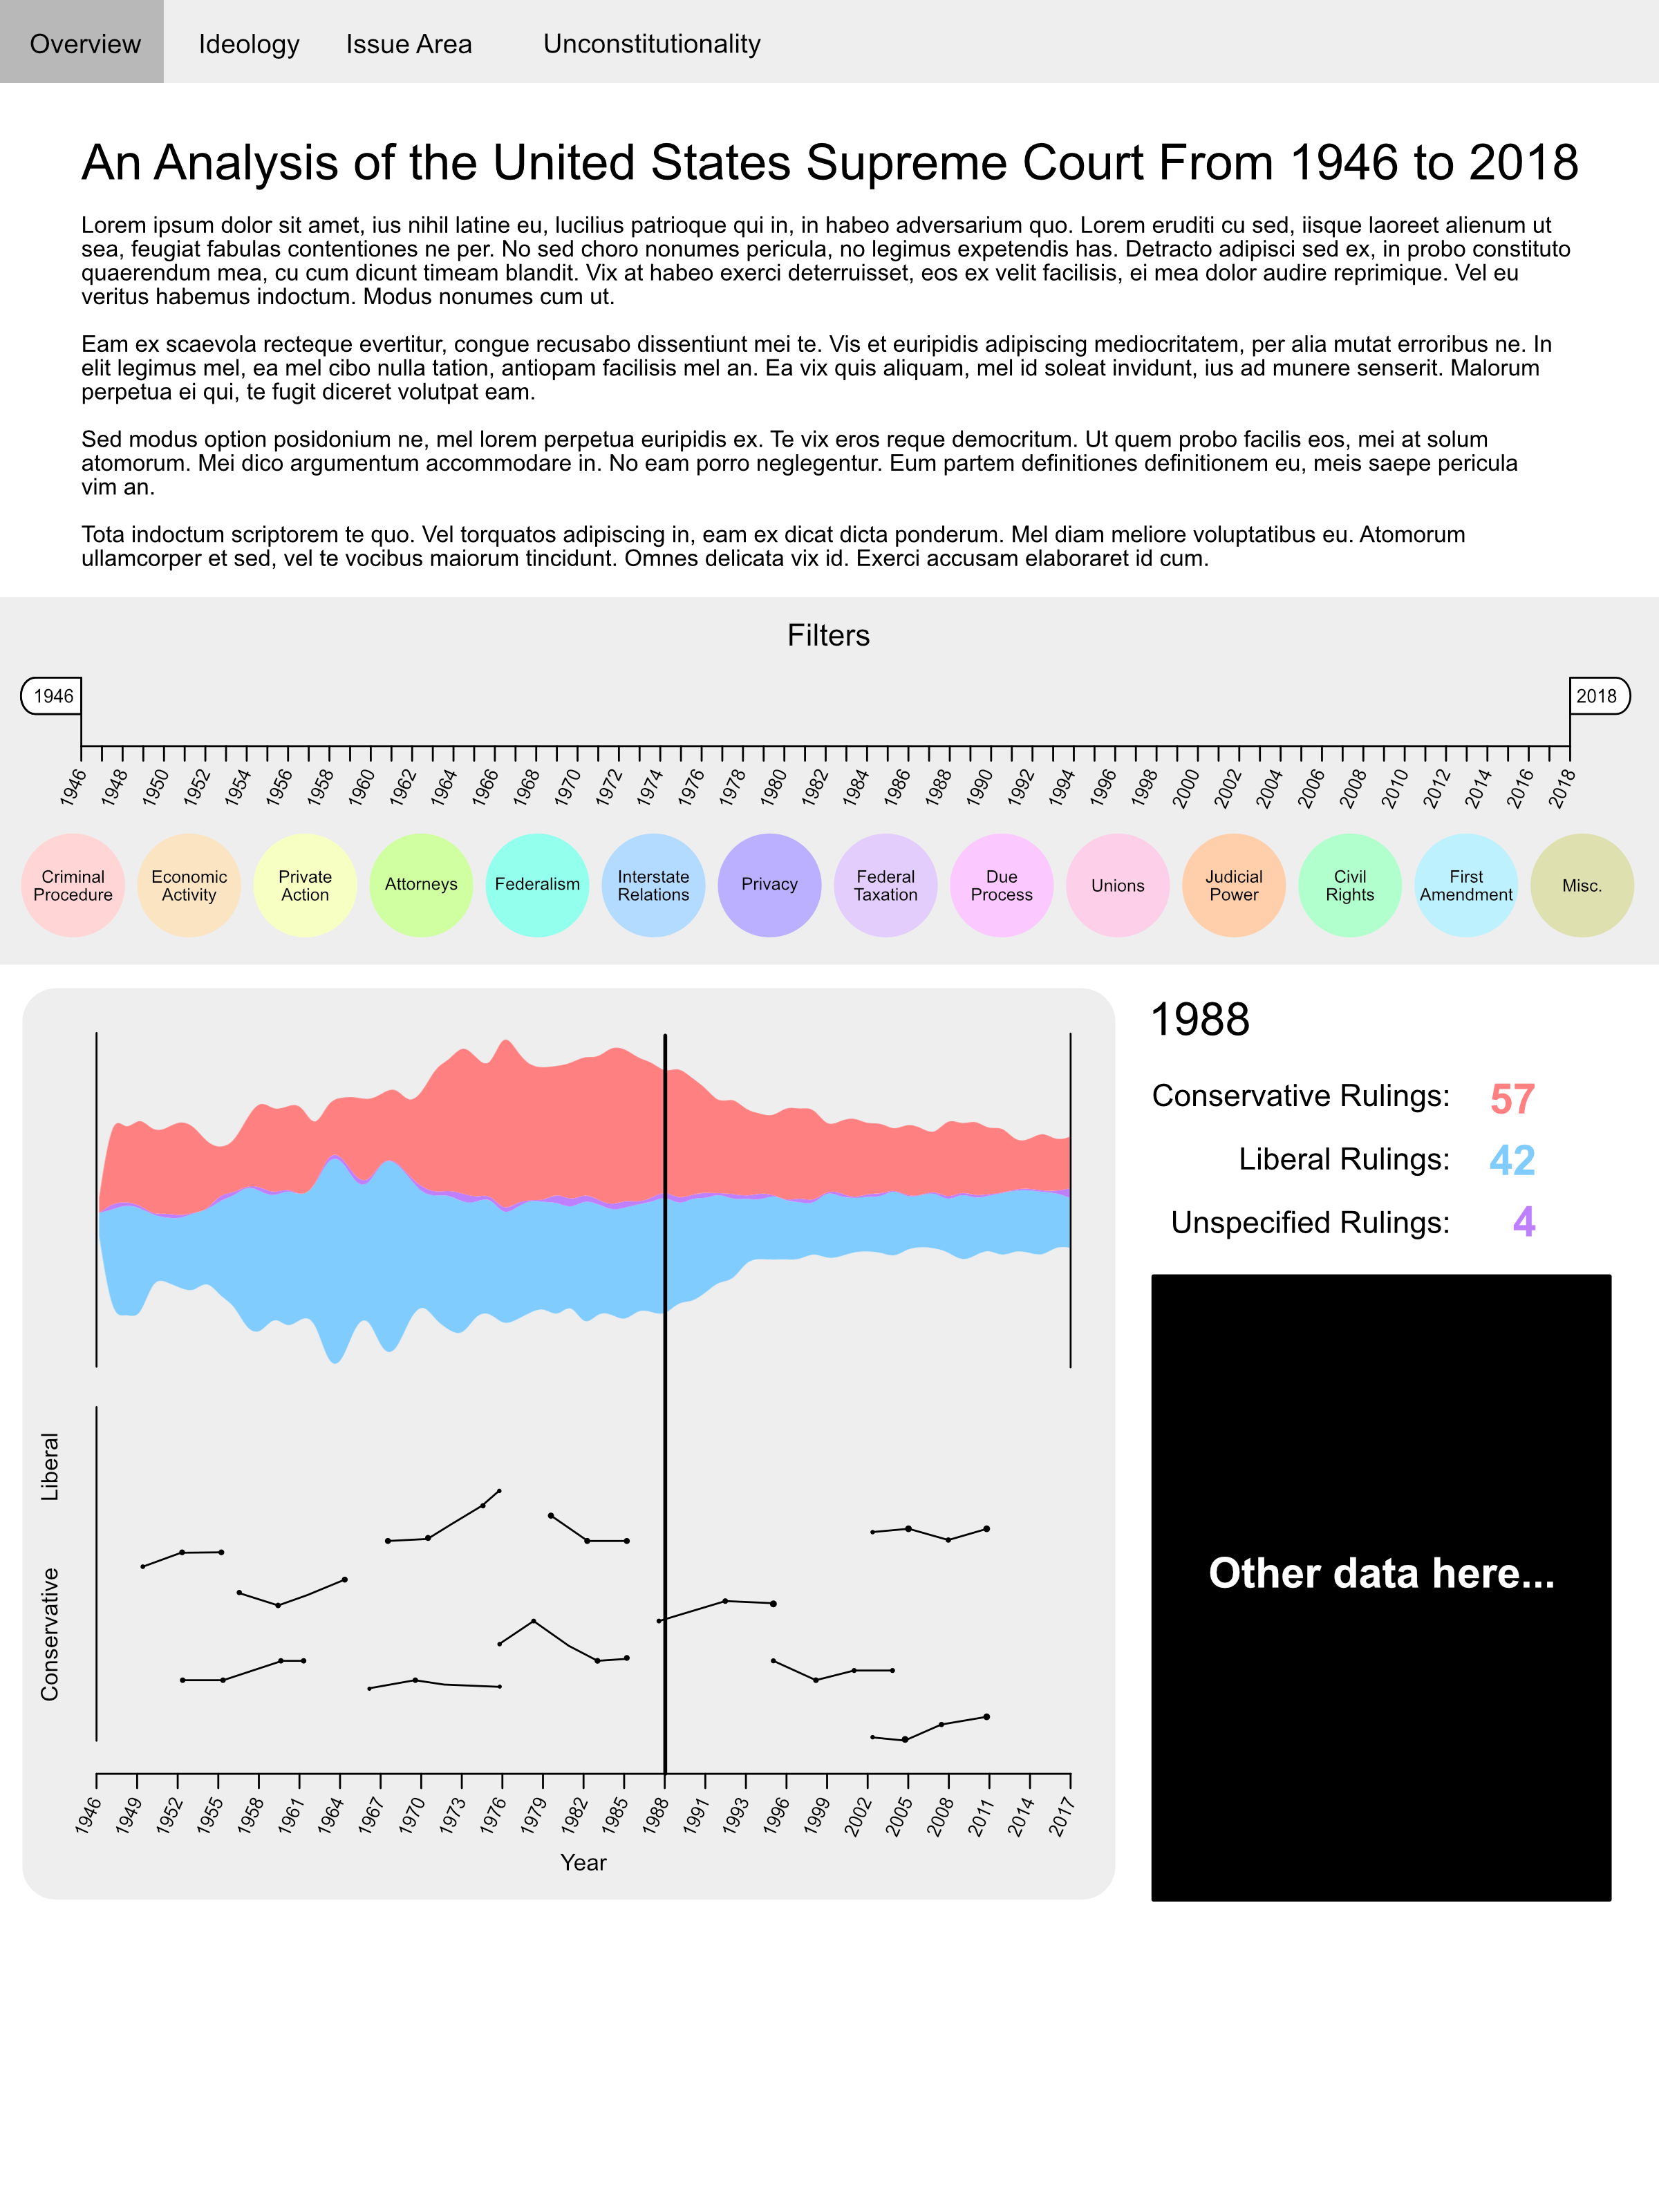 Overview
Ideology
Issue Area
Unconstitutionality
An Analysis of the United States Supreme Court From 1946 to 2018
Lorem ipsum dolor sit amet, ius nihil latine eu, lucilius patrioque qui in, in habeo adversarium quo. Lorem eruditi cu sed, iisque laoreet alienum ut
sea, feugiat fabulas contentiones ne per. No sed choro nonumes pericula, no legimus expetendis has. Detracto adipisci sed ex, in probo constituto
quaerendum mea, cu cum dicunt timeam blandit. Vix at habeo exerci deterruisset, eos ex velit facilisis, ei mea dolor audire reprimique. Vel eu
veritus habemus indoctum. Modus nonumes cum ut.
Eam ex scaevola recteque evertitur, congue recusabo dissentiunt mei te. Vis et euripidis adipiscing mediocritatem, per alia mutat erroribus ne. In
elit legimus mel, ea mel cibo nulla tation, antiopam facilisis mel an. Ea vix quis aliquam, mel id soleat invidunt, ius ad munere senserit. Malorum
perpetua ei qui, te fugit diceret volutpat eam.
Sed modus option posidonium ne, mel lorem perpetua euripidis ex. Te vix eros reque democritum. Ut quem probo facilis eos, mei at solum
atomorum. Mei dico argumentum accommodare in. No eam porro neglegentur. Eum partem definitiones definitionem eu, meis saepe pericula
vim an.
Tota indoctum scriptorem te quo. Vel torquatos adipiscing in, eam ex dicat dicta ponderum. Mel diam meliore voluptatibus eu. Atomorum
ullamcorper et sed, vel te vocibus maiorum tincidunt. Omnes delicata vix id. Exerci accusam elaboraret id cum.
Filters
1946
2018
1946 1948 1950 1952 1954 1956 1958 1960 1962 1964 1966 1968 1970 1972 1974 1976 1978 1980 1982 1984 1986 1988 1990 1992 1994 1996 1998 2000 2002 2004 2006 2008 2010 2012 2014 2016 2018
Criminal
Procedure
Economic
Activity
Private
Action
Attorneys
Federalism
Interstate
Relations
Privacy
Federal
Taxation
Due
Process
Unions
Judicial
Power
Civil
Rights
First
Amendment
Misc.
1988
Conservative Rulings: 57
Liberal Rulings: 42
Unspecified Rulings: 4
Other data here...
Liberal
Conservative
1946 1949 1952 1955 1958 1961 1964 1967 1970 1973 1976 1979 1982 1985 1988 1991 1993 1996 1999 2002 2005 2008 2011 2014 2017
Year